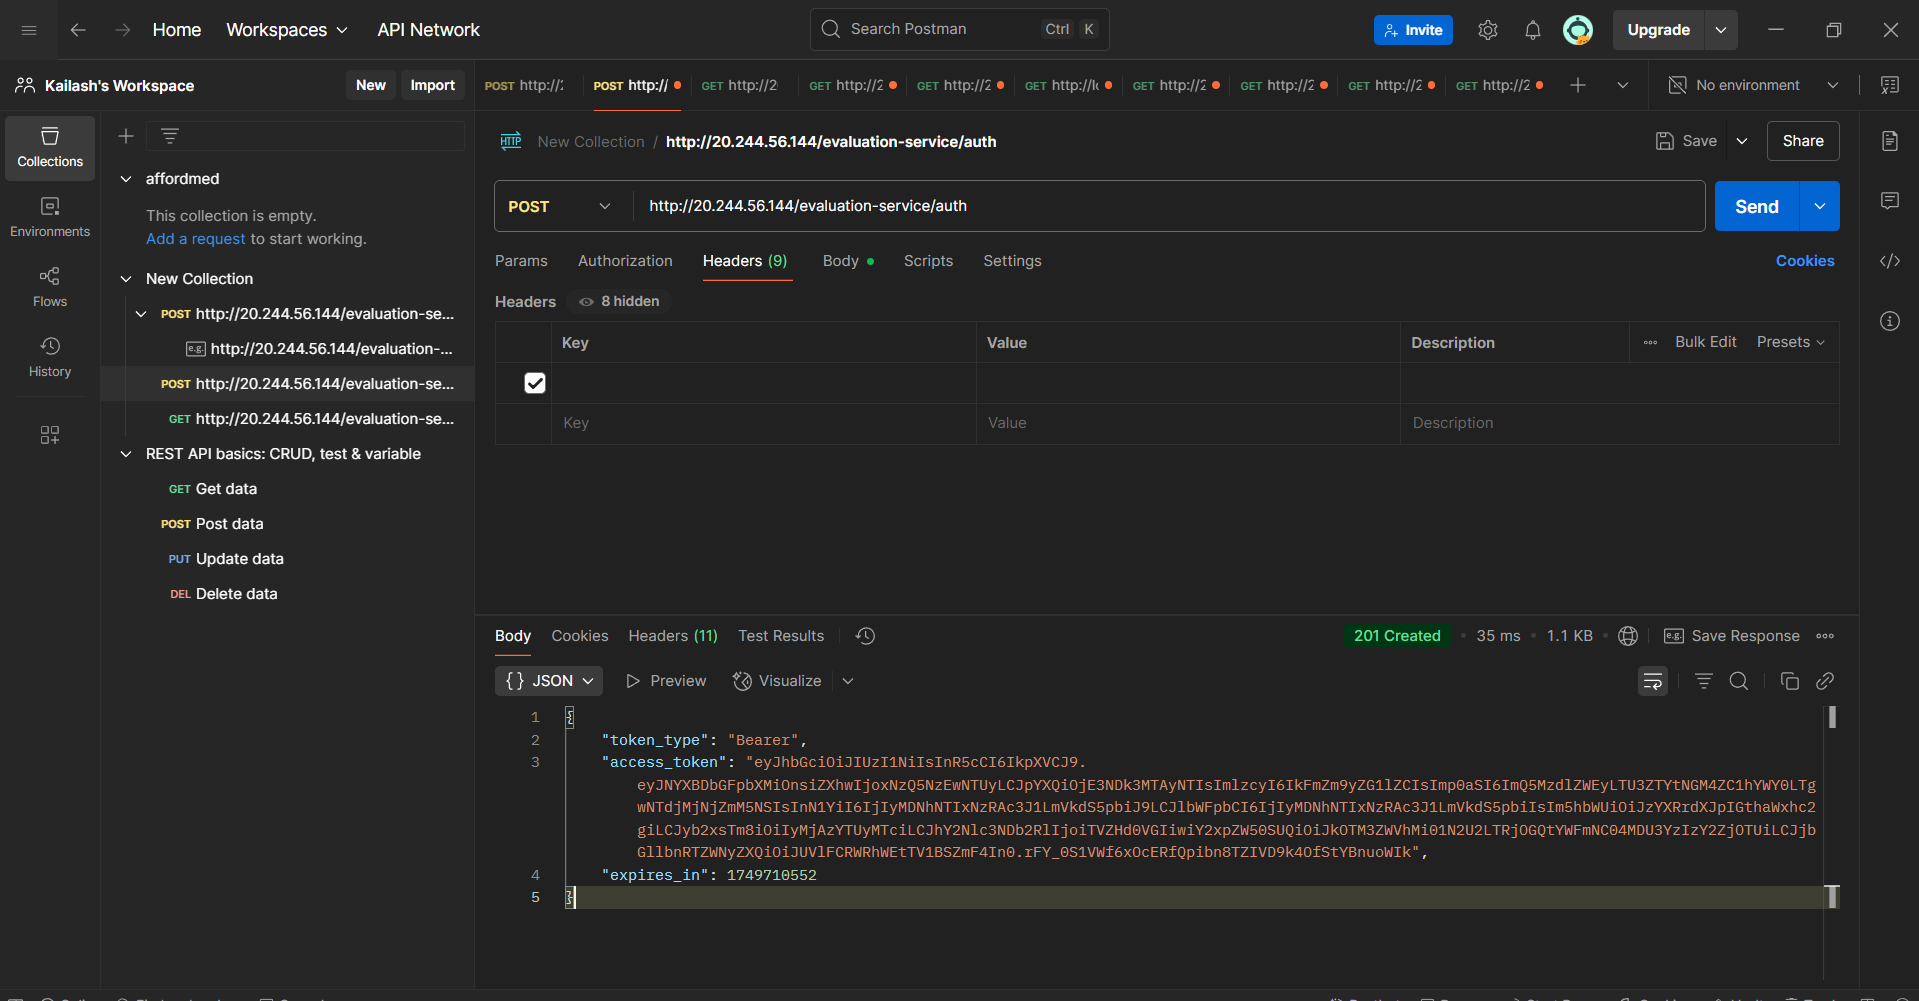 Home Workspaces API Network Search Postman Ctrl K Invite Upgrade
Kailash's Workspace New Import POST http:// POST http:// GET http://2 GET http://2 GET http://2 GET http://lo GET http://2 GET http://2 GET http://2 GET http://2 No environment
Collections
Environments
Flows
History
affordmed
This collection is empty.
Add a request to start working.
New Collection
POST http://20.244.56.144/evaluation-se...
e.g. http://20.244.56.144/evaluation-...
POST http://20.244.56.144/evaluation-se...
GET http://20.244.56.144/evaluation-se...
REST API basics: CRUD, test & variable
GET Get data
POST Post data
PUT Update data
DEL Delete data
HTTP New Collection / http://20.244.56.144/evaluation-service/auth Save Share
POST http://20.244.56.144/evaluation-service/auth Send
Params Authorization Headers (9) Body Scripts Settings Cookies
Headers 8 hidden
Key Value Description Bulk Edit Presets
Key Value Description
Body Cookies Headers (11) Test Results 201 Created 35 ms 1.1 KB e.g. Save Response
{} JSON Preview Visualize
1 {
2 "token_type": "Bearer",
3 "access_token": "eyJhbGciOiJIUzI1NiIsInR5cCI6IkpXVCJ9.
4 "expires_in": 1749710552
5 }